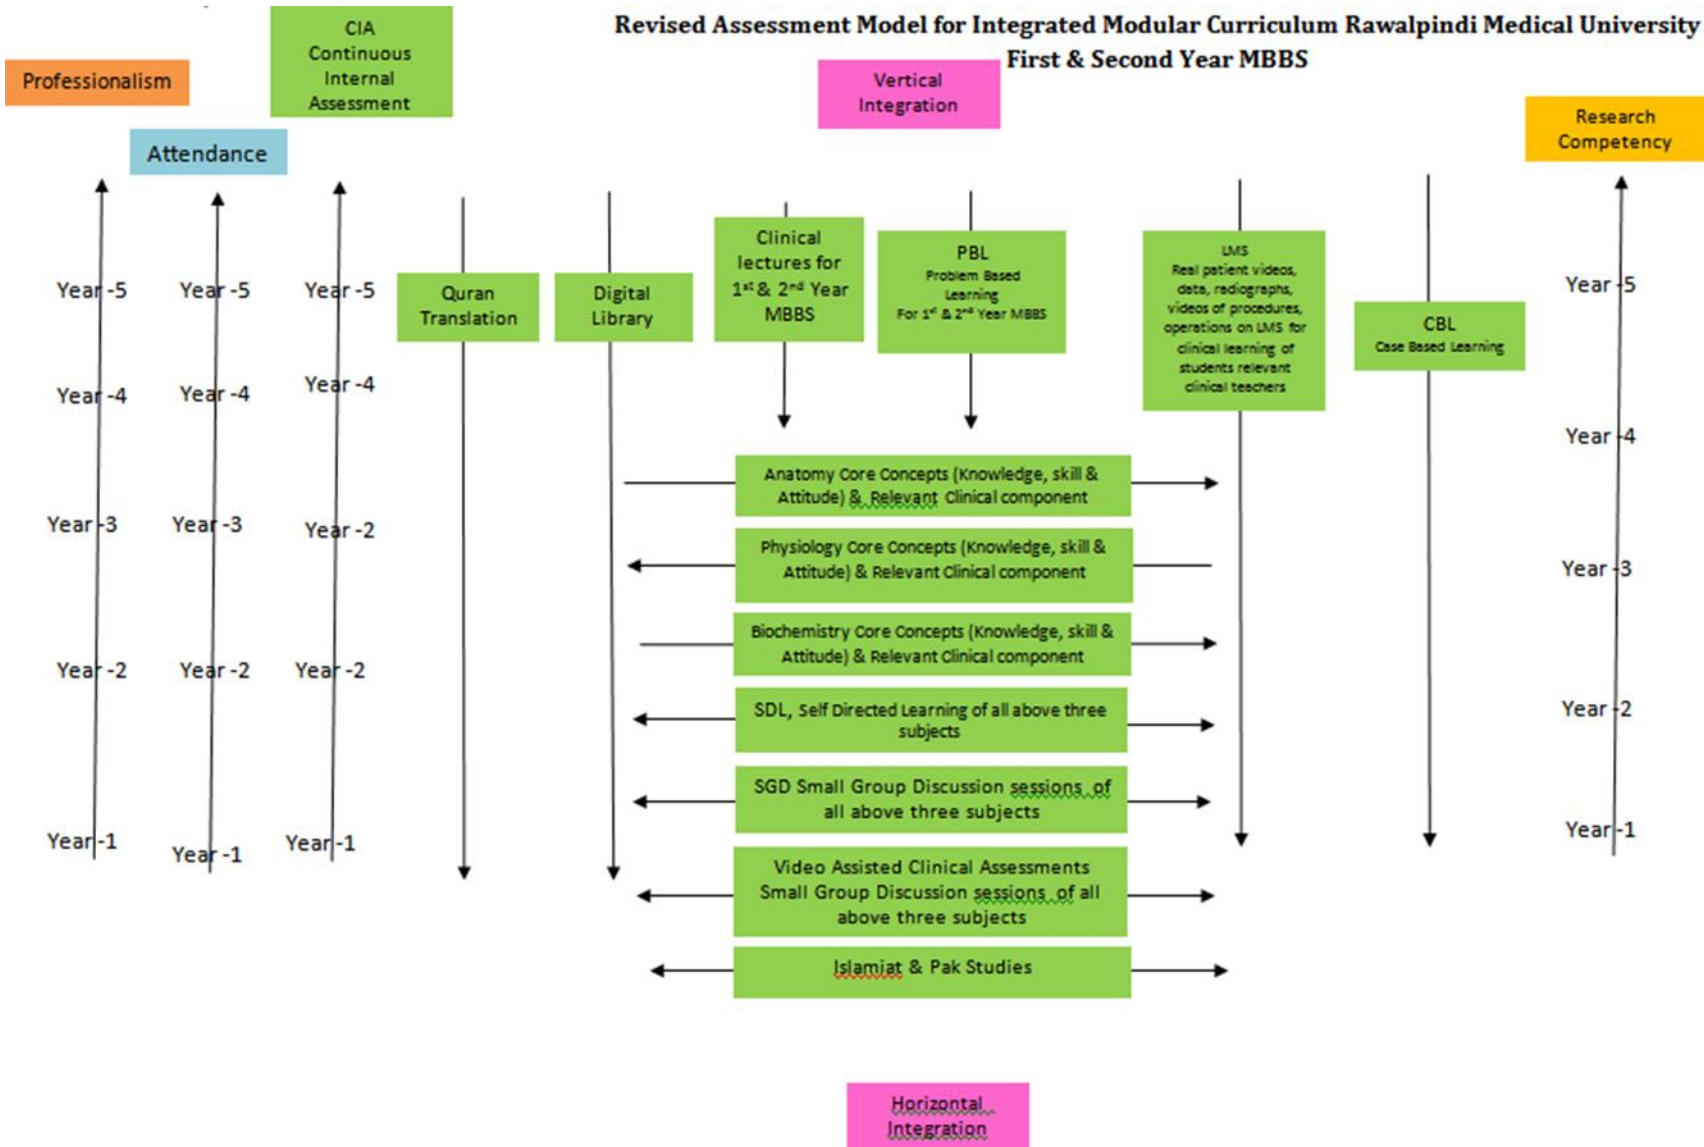 Revised Assessment Model for Integrated Modular Curriculum Rawalpindi Medical University
First & Second Year MBBS
Professionalism
Attendance
CIA
Continuous
Internal
Assessment
Vertical
Integration
Research
Competency
Year -5
Year -4
Year -3
Year -2
Year -1
Year -5
Year -4
Year -3
Year -2
Year -1
Year -5
Year -4
Year -2
Year -2
Year -1
Quran
Translation
Digital
Library
Clinical
lectures for
1st & 2nd Year
MBBS
PBL
Problem Based
Learning
For 1st & 2nd Year MBBS
LMS
Real patient videos,
data, radiographs,
videos of procedures,
operations on LMS for
clinical learning of
students relevant
clinical teachers
CBL
Case Based Learning
Year -5
Year -4
Year -3
Year -2
Year -1
Anatomy Core Concepts (Knowledge, skill &
Attitude) & Relevant Clinical component
Physiology Core Concepts (Knowledge, skill &
Attitude) & Relevant Clinical component
Biochemistry Core Concepts (Knowledge, skill &
Attitude) & Relevant Clinical component
SDL, Self Directed Learning of all above three
subjects
SGD Small Group Discussion sessions of
all above three subjects
Video Assisted Clinical Assessments
Small Group Discussion sessions of all
above three subjects
Islamiat & Pak Studies
Horizontal
Integration